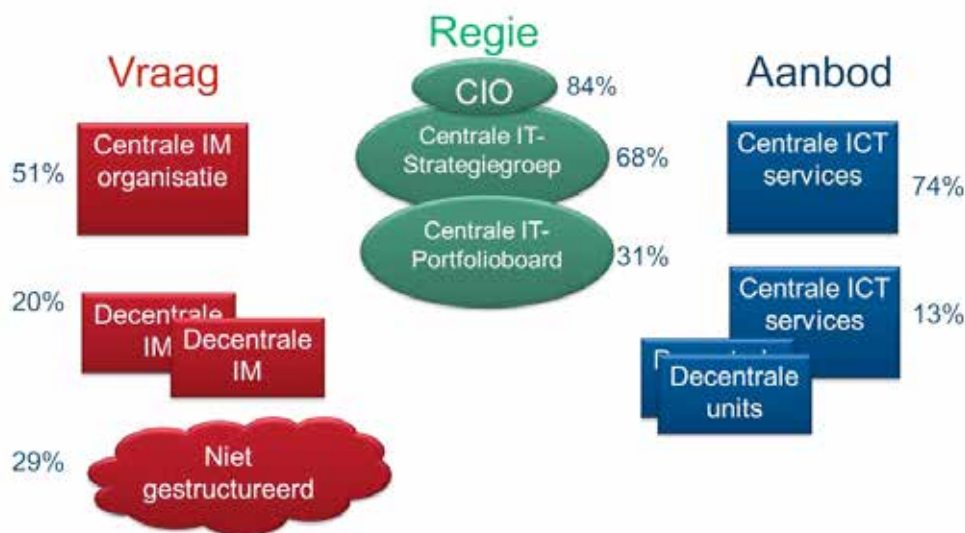 Regie
Vraag
Aanbod
CIO
84%
Centrale IT-
Strategiegroep
68%
Centrale IT-
Portfolioboard
31%
51%
Centrale IM
organisatie
20%
Decentrale
IM
Decentrale
IM
29%
Niet
gestructureerd
Centrale ICT
services
74%
Centrale ICT
services
13%
Decentrale
units